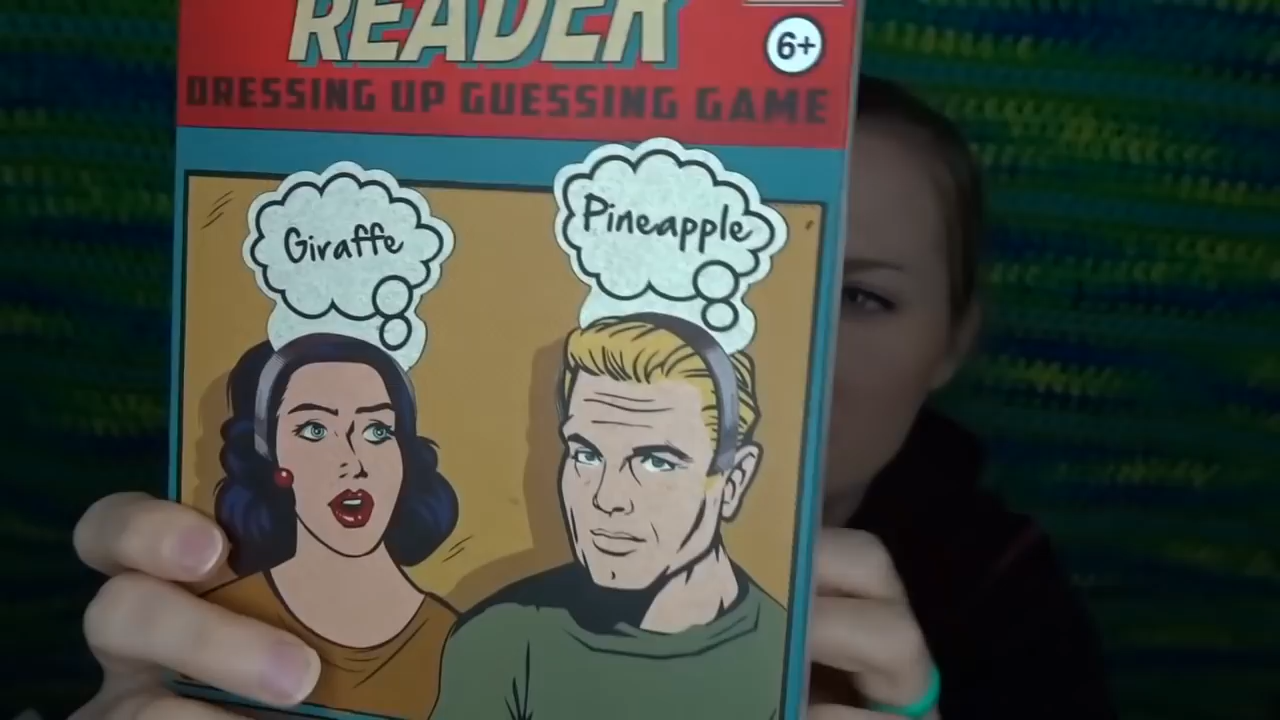 READER
6+
DRESSING UP GUESSING GAME
Giraffe
Pineapple